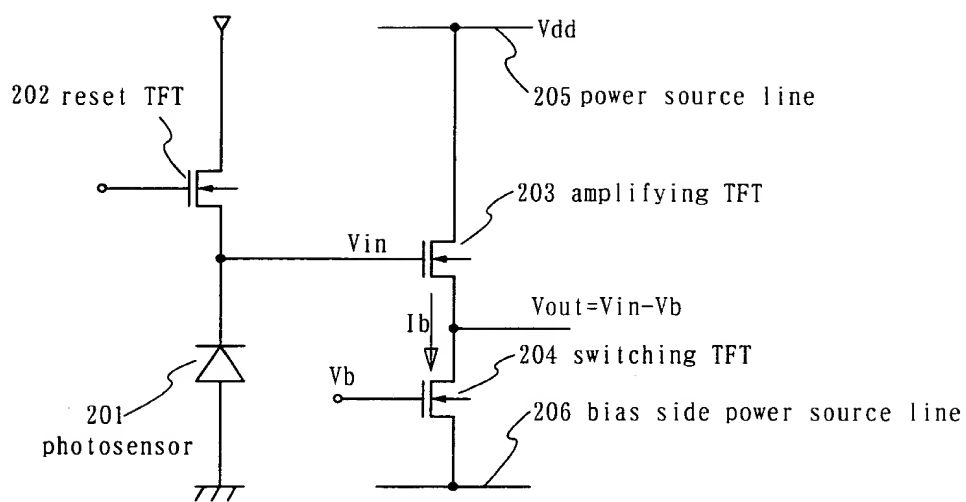 Vdd
202 reset TFT
205 power source line
203 amplifying TFT
Vin
Vout=Vin-Vb
Ib
204 switching TFT
Vb
201
photosensor
206 bias side power source line